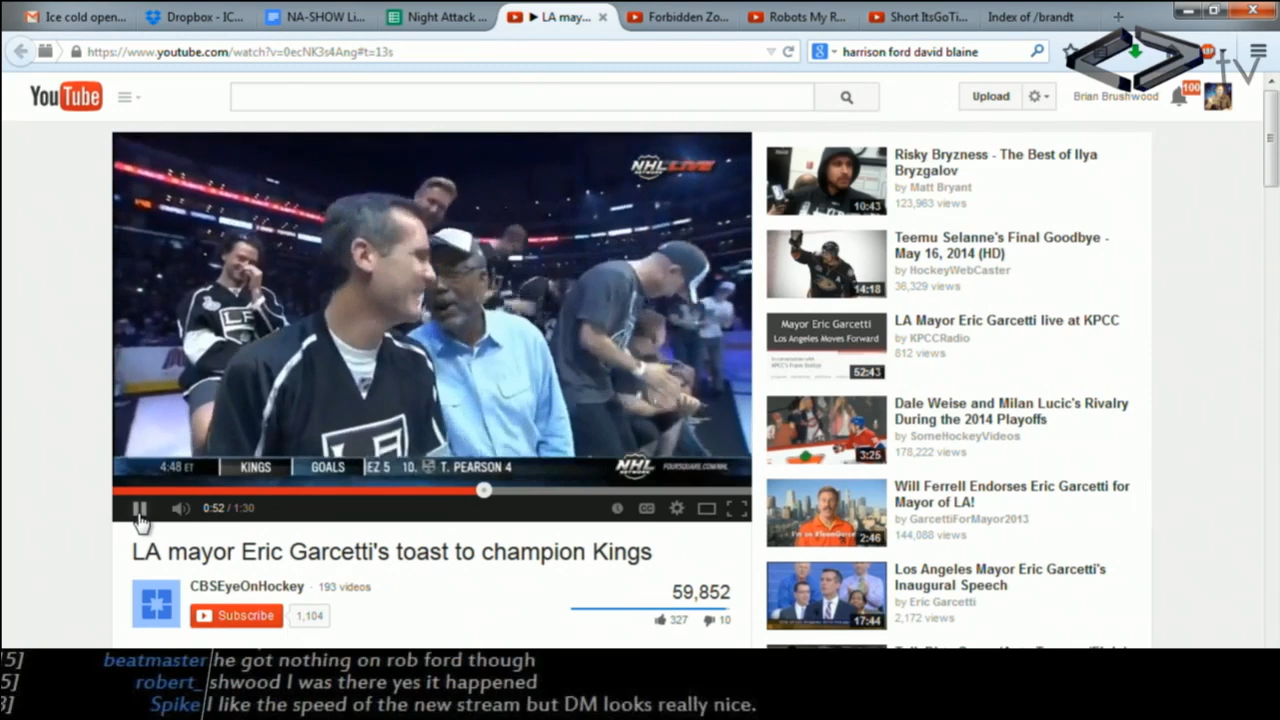 Ice cold open...
Dropbox - IC...
NA-SHOW Li...
Night Attack ...
► LA may...
Forbidden Zo...
Robots My R...
Short ItsGoTi...
Index of /brandt
https://www.youtube.com/watch?v=0ecNK3s4Ang#t=13s
harrison ford david blaine
tv
YouTube
Upload
Brian Brushwood
100
NHL LIVE
NETWORK
4:48 ET
KINGS
GOALS
EZ 5 10.
T. PEARSON 4
NHL
NETWORK
FOURSQUARE.COM/NHL
0:52 / 1:30
LA mayor Eric Garcetti's toast to champion Kings
CBSEyeOnHockey · 193 videos
Subscribe
1,104
59,852
327
10
Risky Bryzness - The Best of Ilya
Bryzgalov
by Matt Bryant
123,963 views
10:43
Teemu Selanne's Final Goodbye -
May 16, 2014 (HD)
by HockeyWebCaster
36,329 views
14:18
Mayor Eric Garcetti
Los Angeles Moves Forward
52:43
LA Mayor Eric Garcetti live at KPCC
by KPCCRadio
812 views
Dale Weise and Milan Lucic's Rivalry
During the 2014 Playoffs
by SomeHockeyVideos
178,222 views
3:25
Will Ferrell Endorses Eric Garcetti for
Mayor of LA!
by GarcettiForMayor2013
144,088 views
2:46
Los Angeles Mayor Eric Garcetti's
Inaugural Speech
by Eric Garcetti
2,172 views
17:44
15] beatmaster he got nothing on rob ford though
5] robert_ shwood I was there yes it happened
3] Spike I like the speed of the new stream but DM looks really nice.